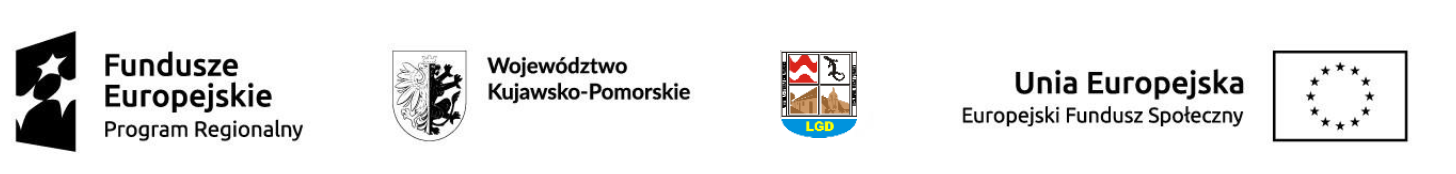 Fundusze
Europejskie
Program Regionalny
Województwo
Kujawsko-Pomorskie
LGD
Unia Europejska
Europejski Fundusz Społeczny